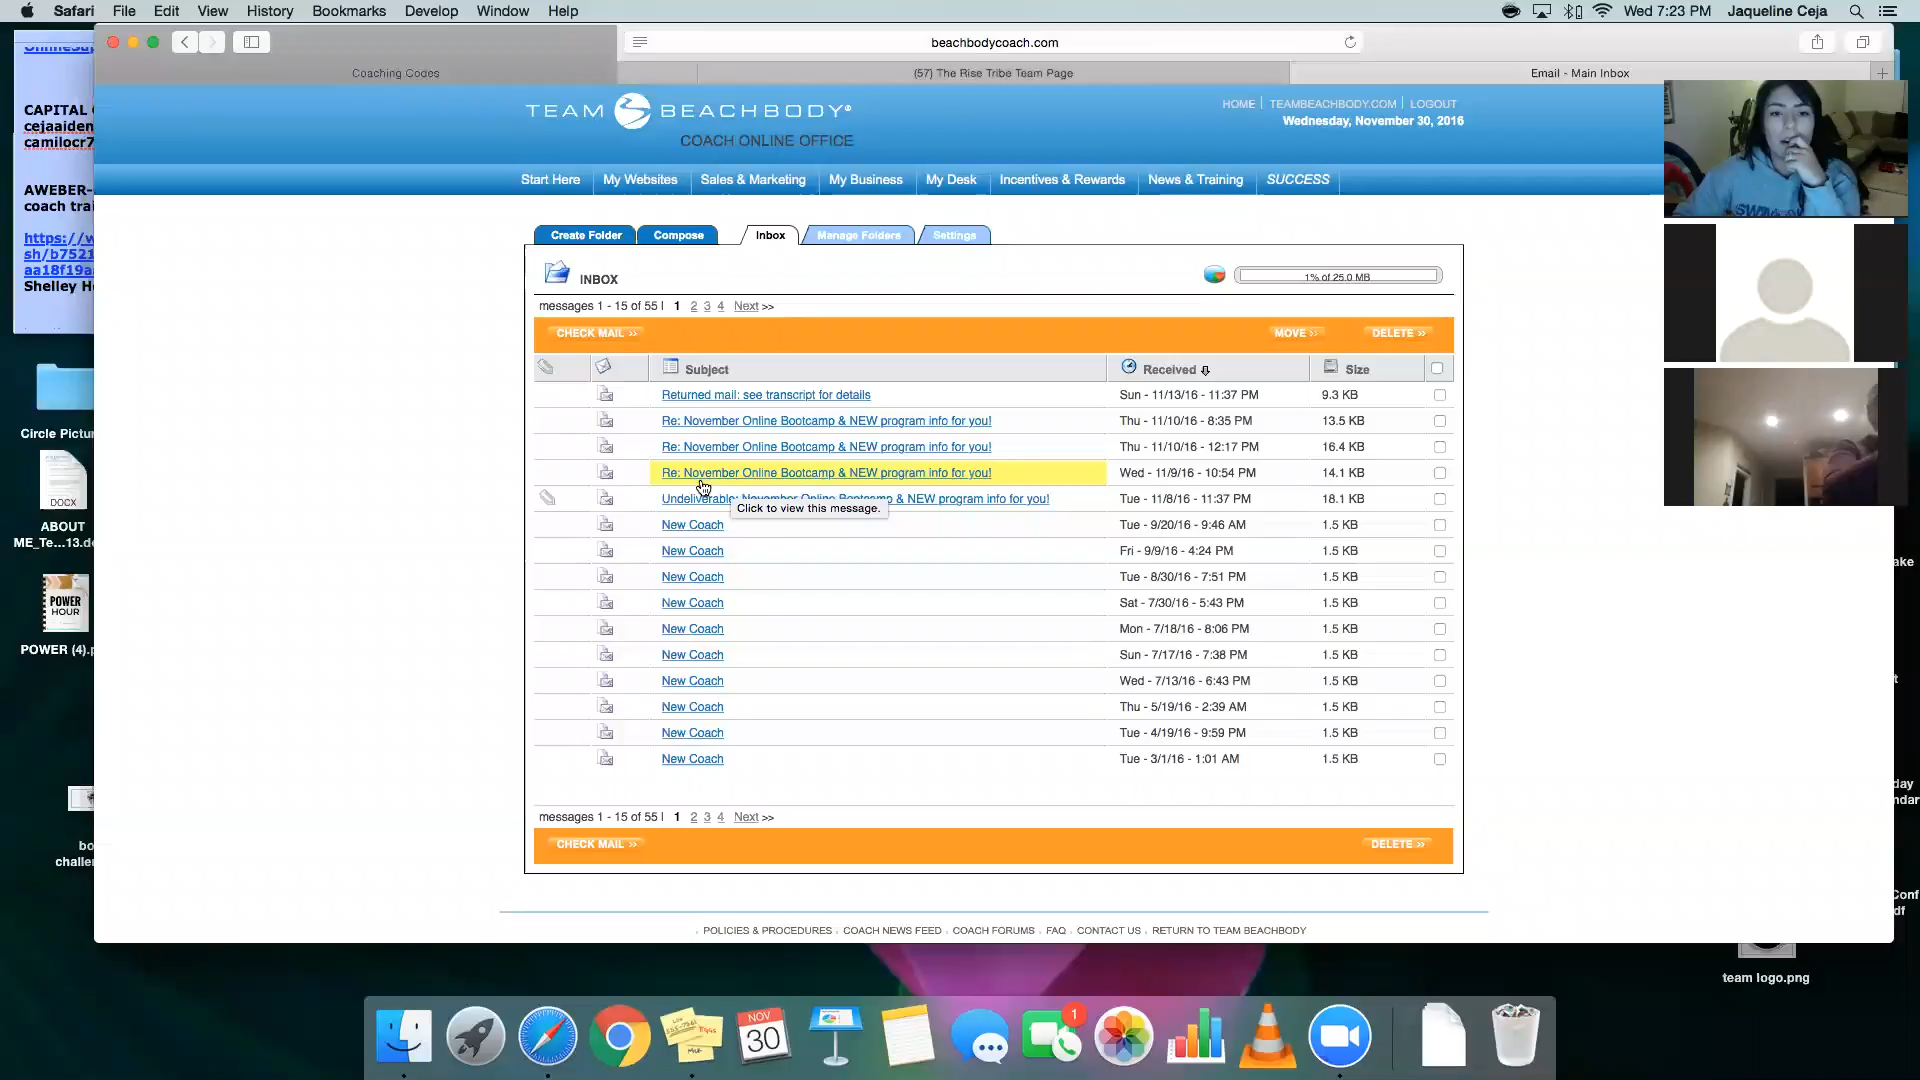 Safari File Edit View History Bookmarks Develop Window Help Wed 7:23 PM Jaqueline Ceja
beachbodycoach.com
Coaching Codes (57) The Rise Tribe Team Page Email - Main Inbox
CAPITAL
cejaaiden
camilocr7
AWEBER-
coach trai
https://w
sh/b7521
aa18f19a
Shelley H
Circle Pictur
DOCX
ABOUT
ME_Te...13.d
POWER
HOUR
POWER (4).p
bo
challen
TEAM BEACHBODY®
COACH ONLINE OFFICE
HOME TEAMBEACHBODY.COM LOGOUT
Wednesday, November 30, 2016
Start Here My Websites Sales & Marketing My Business My Desk Incentives & Rewards News & Training SUCCESS
Create Folder Compose Inbox Manage Folders Settings
INBOX 1% of 25.0 MB
messages 1 - 15 of 55 | 1 2 3 4 Next >>
CHECK MAIL >> MOVE >> DELETE >>
Subject Received Size
Returned mail: see transcript for details Sun - 11/13/16 - 11:37 PM 9.3 KB
Re: November Online Bootcamp & NEW program info for you! Thu - 11/10/16 - 8:35 PM 13.5 KB
Re: November Online Bootcamp & NEW program info for you! Thu - 11/10/16 - 12:17 PM 16.4 KB
Re: November Online Bootcamp & NEW program info for you! Wed - 11/9/16 - 10:54 PM 14.1 KB
Undeliverable: November Online Bootcamp & NEW program info for you! Tue - 11/8/16 - 11:37 PM 18.1 KB
Click to view this message.
New Coach Tue - 9/20/16 - 9:46 AM 1.5 KB
New Coach Fri - 9/9/16 - 4:24 PM 1.5 KB
New Coach Tue - 8/30/16 - 7:51 PM 1.5 KB
New Coach Sat - 7/30/16 - 5:43 PM 1.5 KB
New Coach Mon - 7/18/16 - 8:06 PM 1.5 KB
New Coach Sun - 7/17/16 - 7:38 PM 1.5 KB
New Coach Wed - 7/13/16 - 6:43 PM 1.5 KB
New Coach Thu - 5/19/16 - 2:39 AM 1.5 KB
New Coach Tue - 4/19/16 - 9:59 PM 1.5 KB
New Coach Tue - 3/1/16 - 1:01 AM 1.5 KB
messages 1 - 15 of 55 | 1 2 3 4 Next >>
CHECK MAIL >> DELETE >>
POLICIES & PROCEDURES COACH NEWS FEED COACH FORUMS FAQ CONTACT US RETURN TO TEAM BEACHBODY
ake
t
day
ndar
Conf
df
team logo.png
NOV
30
1